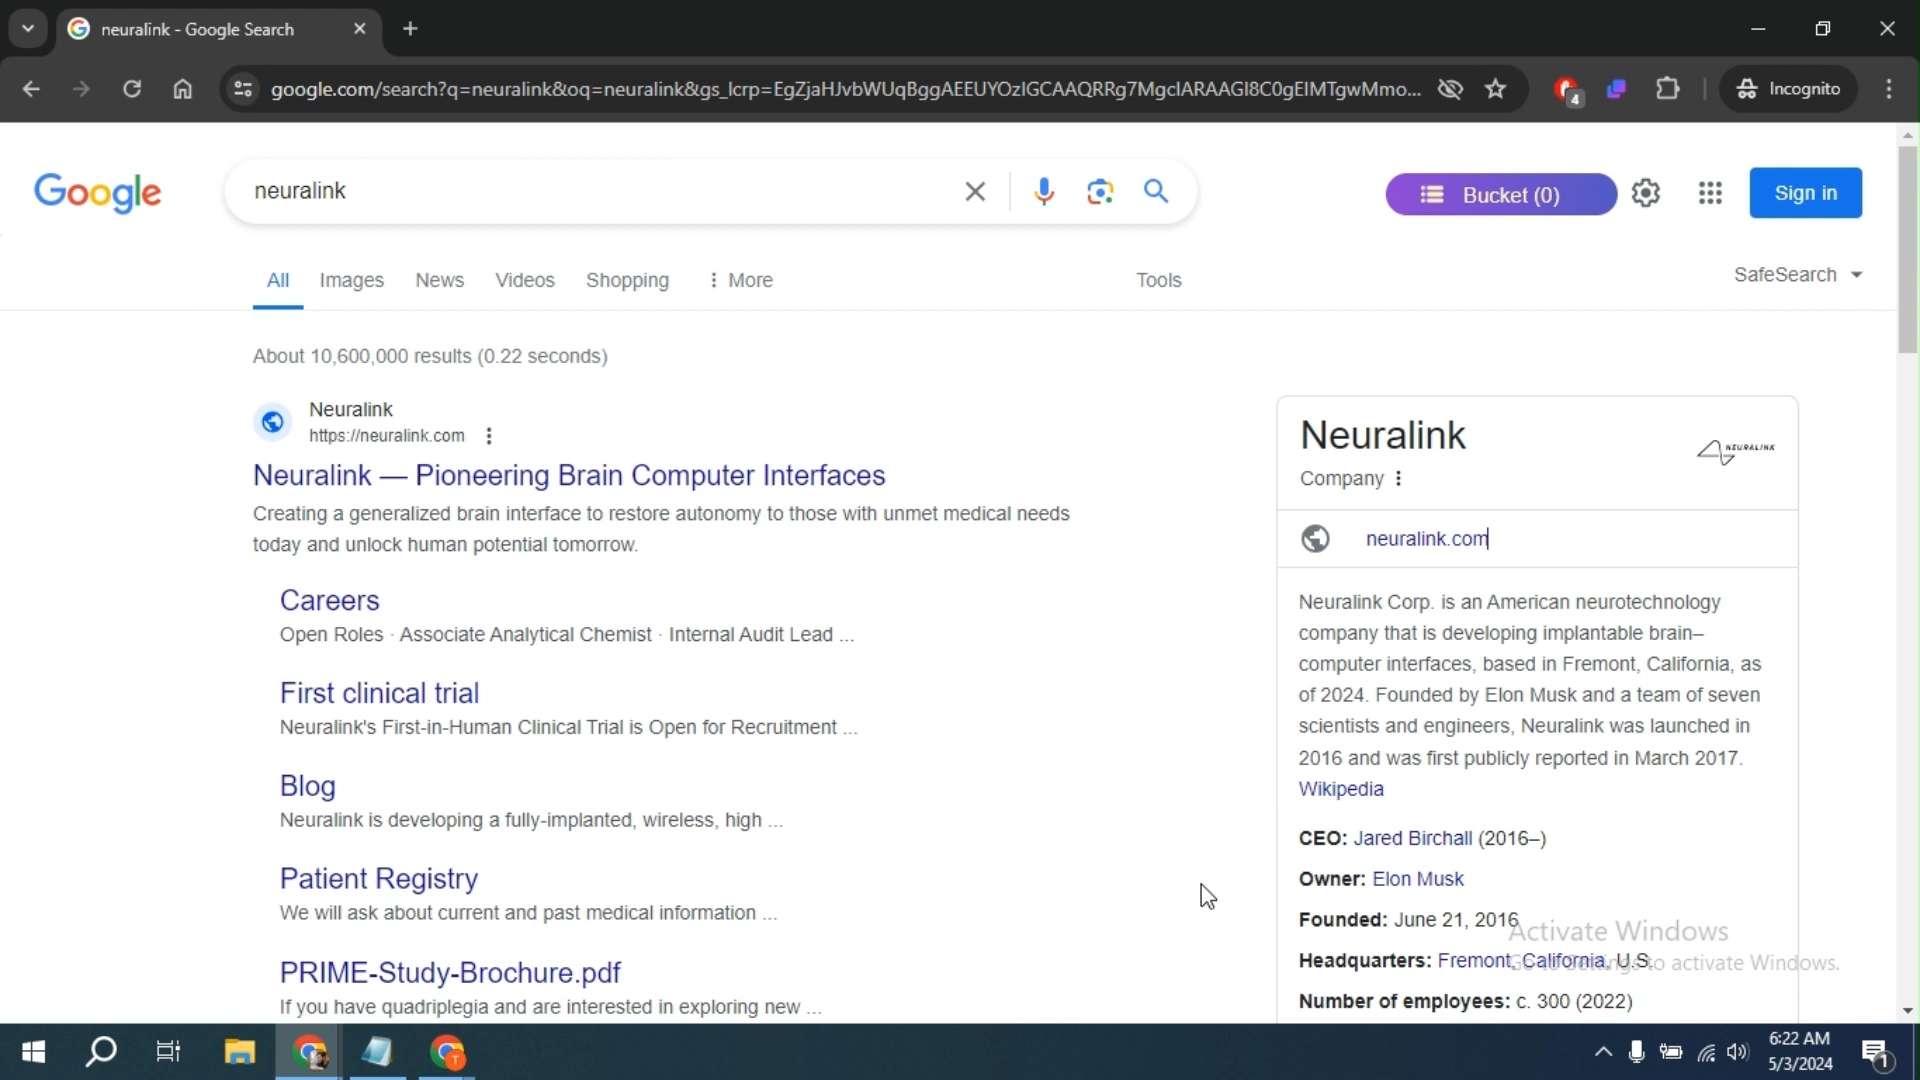 neuralink - Google Search
google.com/search?q=neuralink&oq=neuralink&gs_lcrp=EgZjaHJvbWUqBggAEEUYOzIGCAAQRRg7MgcIARAAGI8C0gEIMTgwMmo...
4
Incognito
Google
neuralink
Bucket (0)
Sign in
All Images News Videos Shopping More Tools
SafeSearch
About 10,600,000 results (0.22 seconds)
Neuralink
https://neuralink.com
Neuralink — Pioneering Brain Computer Interfaces
Creating a generalized brain interface to restore autonomy to those with unmet medical needs
today and unlock human potential tomorrow.
Careers
Open Roles · Associate Analytical Chemist · Internal Audit Lead ...
First clinical trial
Neuralink's First-in-Human Clinical Trial is Open for Recruitment ...
Blog
Neuralink is developing a fully-implanted, wireless, high ...
Patient Registry
We will ask about current and past medical information ...
PRIME-Study-Brochure.pdf
If you have quadriplegia and are interested in exploring new ...
Neuralink
NEURALINK
Company
neuralink.com
Neuralink Corp. is an American neurotechnology
company that is developing implantable brain–
computer interfaces, based in Fremont, California, as
of 2024. Founded by Elon Musk and a team of seven
scientists and engineers, Neuralink was launched in
2016 and was first publicly reported in March 2017.
Wikipedia
CEO: Jared Birchall (2016–)
Owner: Elon Musk
Founded: June 21, 2016
Headquarters: Fremont, California, U.S.
Number of employees: c. 300 (2022)
Activate Windows
Go to Settings to activate Windows.
T
6:22 AM
5/3/2024
1